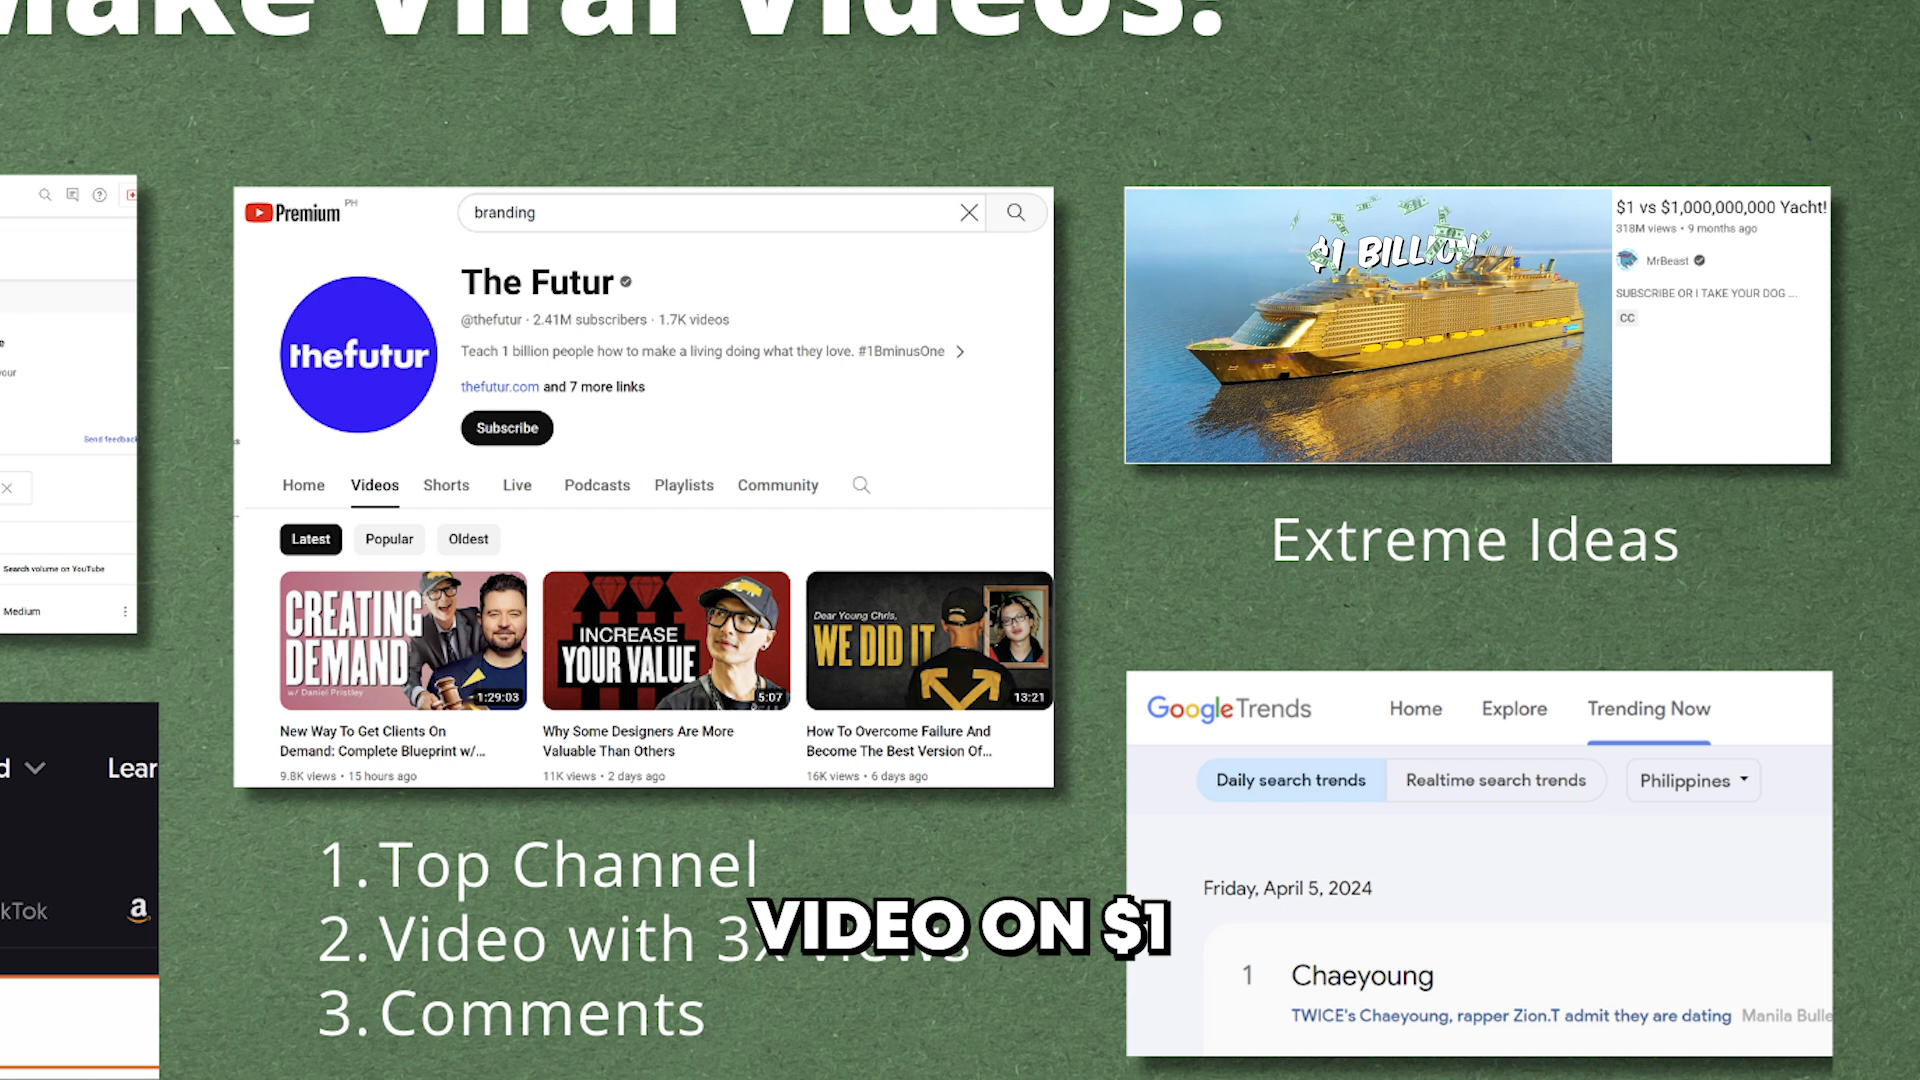 Make Viral Videos.
Send feedback
Search volume on YouTube
Medium
Lear
kTok
Premium PH
branding
thefutur
The Futur
@thefutur · 2.41M subscribers · 1.7K videos
Teach 1 billion people how to make a living doing what they love. #1BminusOne
thefutur.com and 7 more links
Subscribe
Home Videos Shorts Live Podcasts Playlists Community
Latest Popular Oldest
CREATING
DEMAND
w/ Daniel Pristley
1:29:03
INCREASE
YOUR VALUE
5:07
Dear Young Chris,
WE DID IT
13:21
New Way To Get Clients On
Demand: Complete Blueprint w/...
9.8K views • 15 hours ago
Why Some Designers Are More
Valuable Than Others
11K views • 2 days ago
How To Overcome Failure And
Become The Best Version Of...
16K views • 6 days ago
1. Top Channel
2. Video with 3x views
3. Comments
VIDEO ON $1
$1 BILLION
$1 vs $1,000,000,000 Yacht!
318M views • 9 months ago
MrBeast
SUBSCRIBE OR I TAKE YOUR DOG ...
CC
Extreme Ideas
Google Trends Home Explore Trending Now
Daily search trends Realtime search trends Philippines
Friday, April 5, 2024
1 Chaeyoung
TWICE's Chaeyoung, rapper Zion.T admit they are dating Manila Bulle